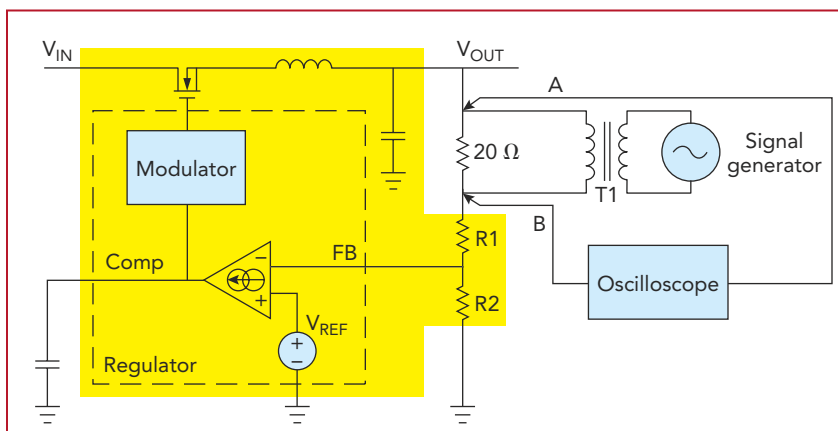 VIN
VOUT
A
20 Ω
Signal
generator
T1
Modulator
B
R1
Comp
FB
−
+
R2
Oscilloscope
VREF
+
−
Regulator